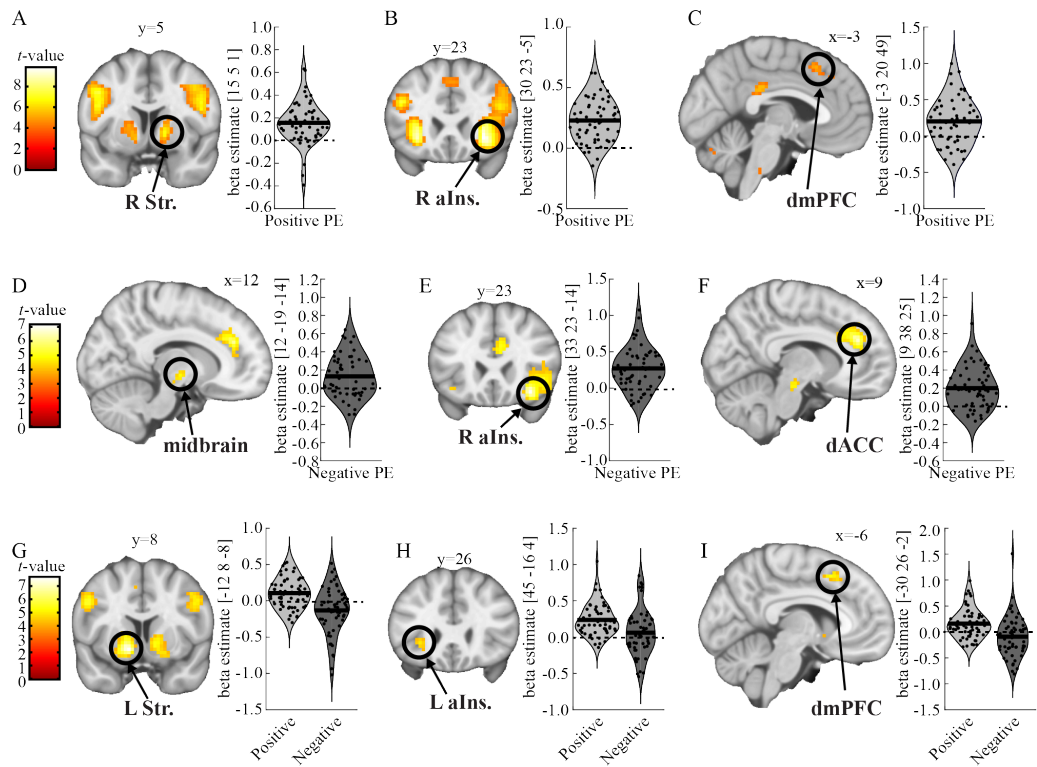 A
y=5
t-value
8
6
4
2
0
R Str.
beta estimate [15 5 1]
1.0
0.8
0.6
0.4
0.2
0
-0.2
-0.4
-0.6
Positive PE
B
y=23
R aIns.
beta estimate [30 23 -5]
1.0
0.5
0.0
-0.5
Positive PE
C
x=-3
dmPFC
beta estimate [-3 20 49]
1.5
1.0
0.5
0.0
-0.5
-1.0
Positive PE
D
x=12
t-value
7
6
5
4
3
2
1
0
midbrain
beta estimate [12 -19 -14]
1.2
1.0
0.8
0.6
0.4
0.2
0.0
-0.2
-0.4
-0.6
-0.8
Negative PE
E
y=23
R aIns.
beta estimate [33 23 -14]
1.5
1.0
0.5
-0.0
-0.5
-1.0
Negative PE
F
x=9
dACC
beta estimate [9 38 25]
1.4
1.2
1.0
0.8
0.6
0.4
0.2
0.0
-0.2
-0.4
-0.6
Negative PE
G
y=8
t-value
7
6
5
4
3
2
1
0
L Str.
beta estimate [-12 8 -8]
1.0
0.5
-0.0
-0.5
-1.0
-1.5
Positive
Negative
H
y=26
L aIns.
beta estimate [45 -16 4]
1.5
1.0
0.5
-0.0
-0.5
-1.0
Positive
Negative
I
x=-6
dmPFC
beta estimate [-30 26 -2]
2.0
1.5
1.0
0.5
-0.0
-0.5
-1.0
-1.5
Positive
Negative